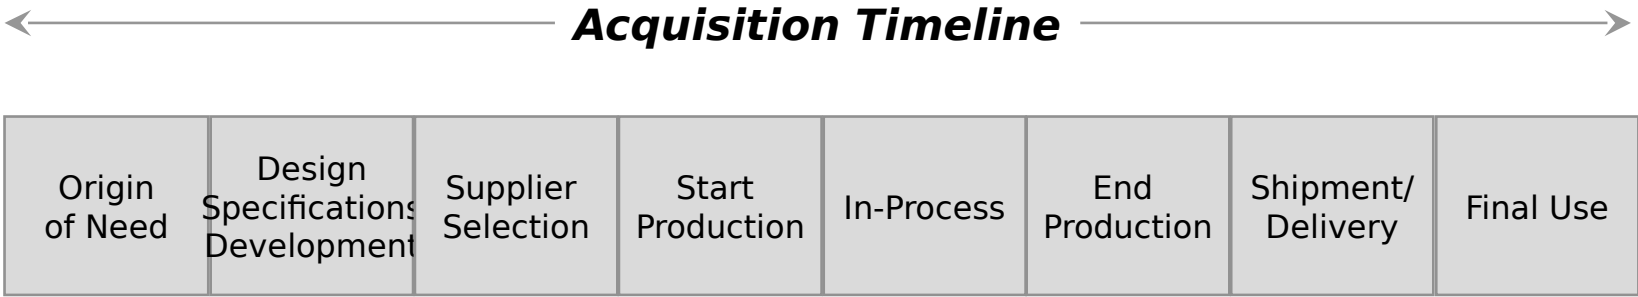 Acquisition Timeline
Origin
of Need
Design
Specifications
Development
Supplier
Selection
Start
Production
In-Process
End
Production
Shipment/
Delivery
Final Use